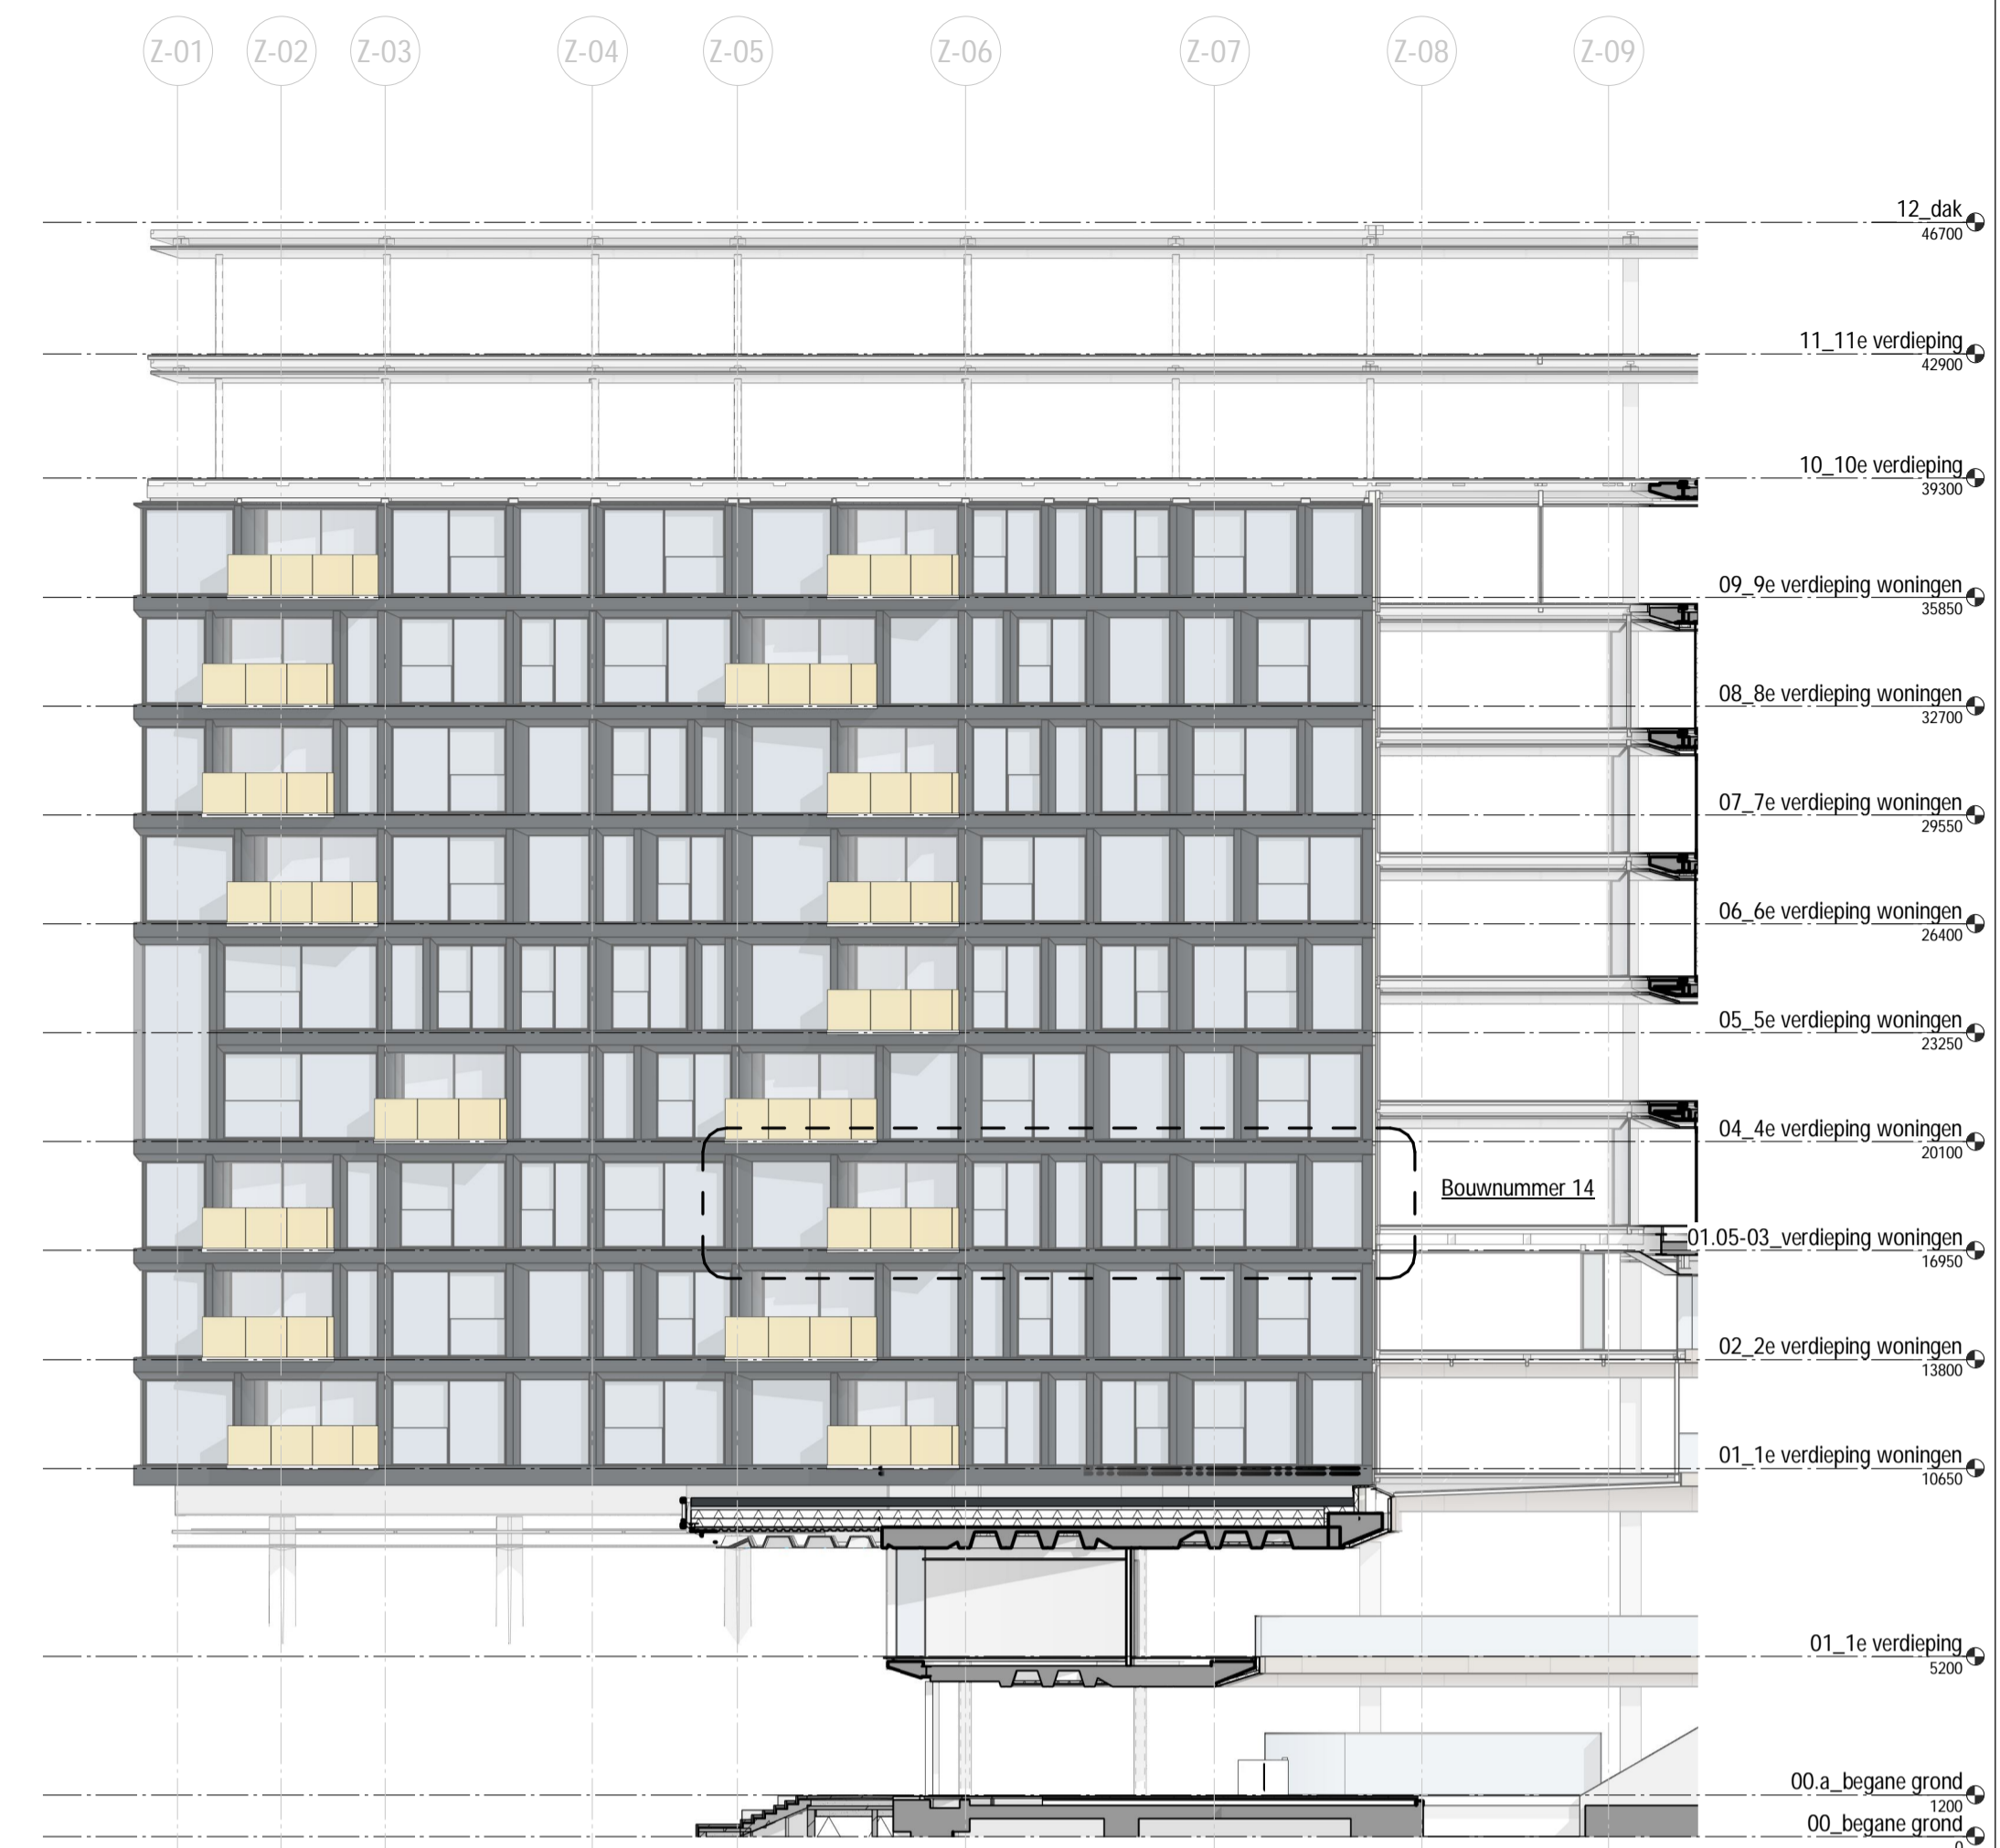 Z-01 Z-02 Z-03 Z-04 Z-05 Z-06 Z-07 Z-08 Z-09
12_dak
46700
11_11e verdieping
42900
10_10e verdieping
39300
09_9e verdieping woningen
35850
08_8e verdieping woningen
32700
07_7e verdieping woningen
29550
06_6e verdieping woningen
26400
05_5e verdieping woningen
23250
04_4e verdieping woningen
20100
Bouwnummer 14
01.05-03_verdieping woningen
16950
02_2e verdieping woningen
13800
01_1e verdieping woningen
10650
01_1e verdieping
5200
00.a_begane grond
1200
00_begane grond